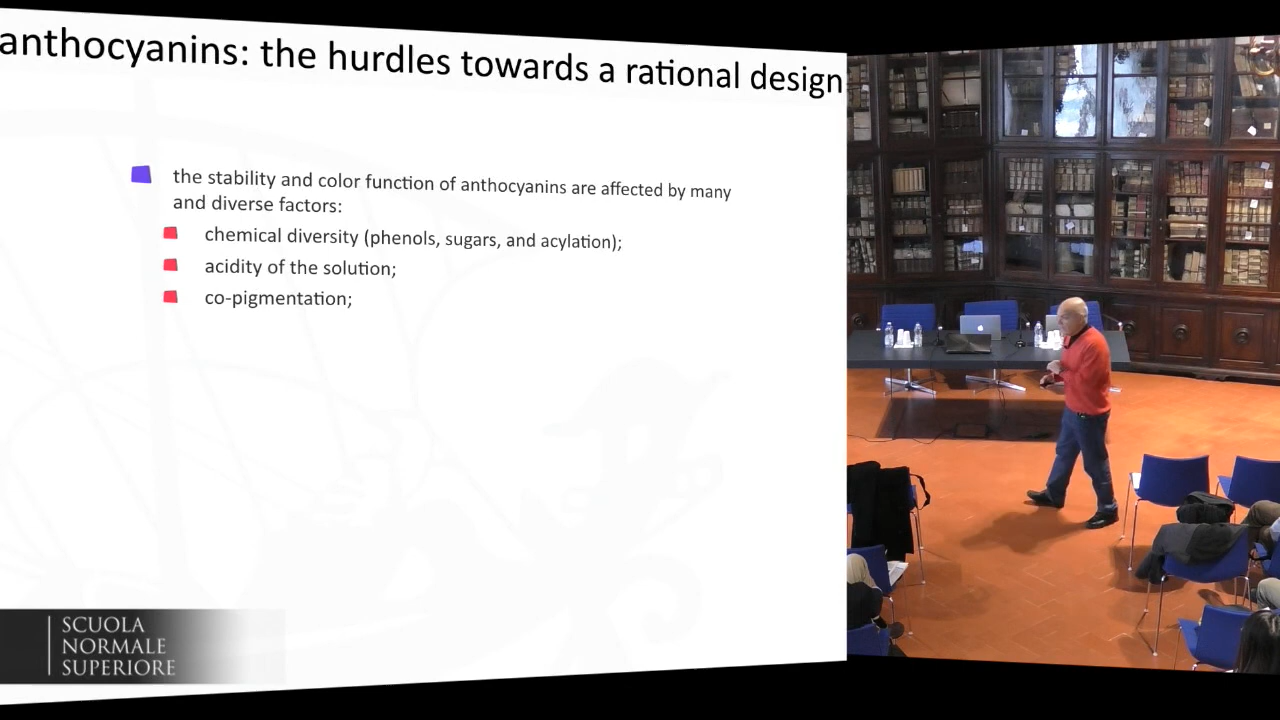 anthocyanins: the hurdles towards a rational design
the stability and color function of anthocyanins are affected by many
and diverse factors:
chemical diversity (phenols, sugars, and acylation);
acidity of the solution;
co-pigmentation;
SCUOLA
NORMALE
SUPERIORE